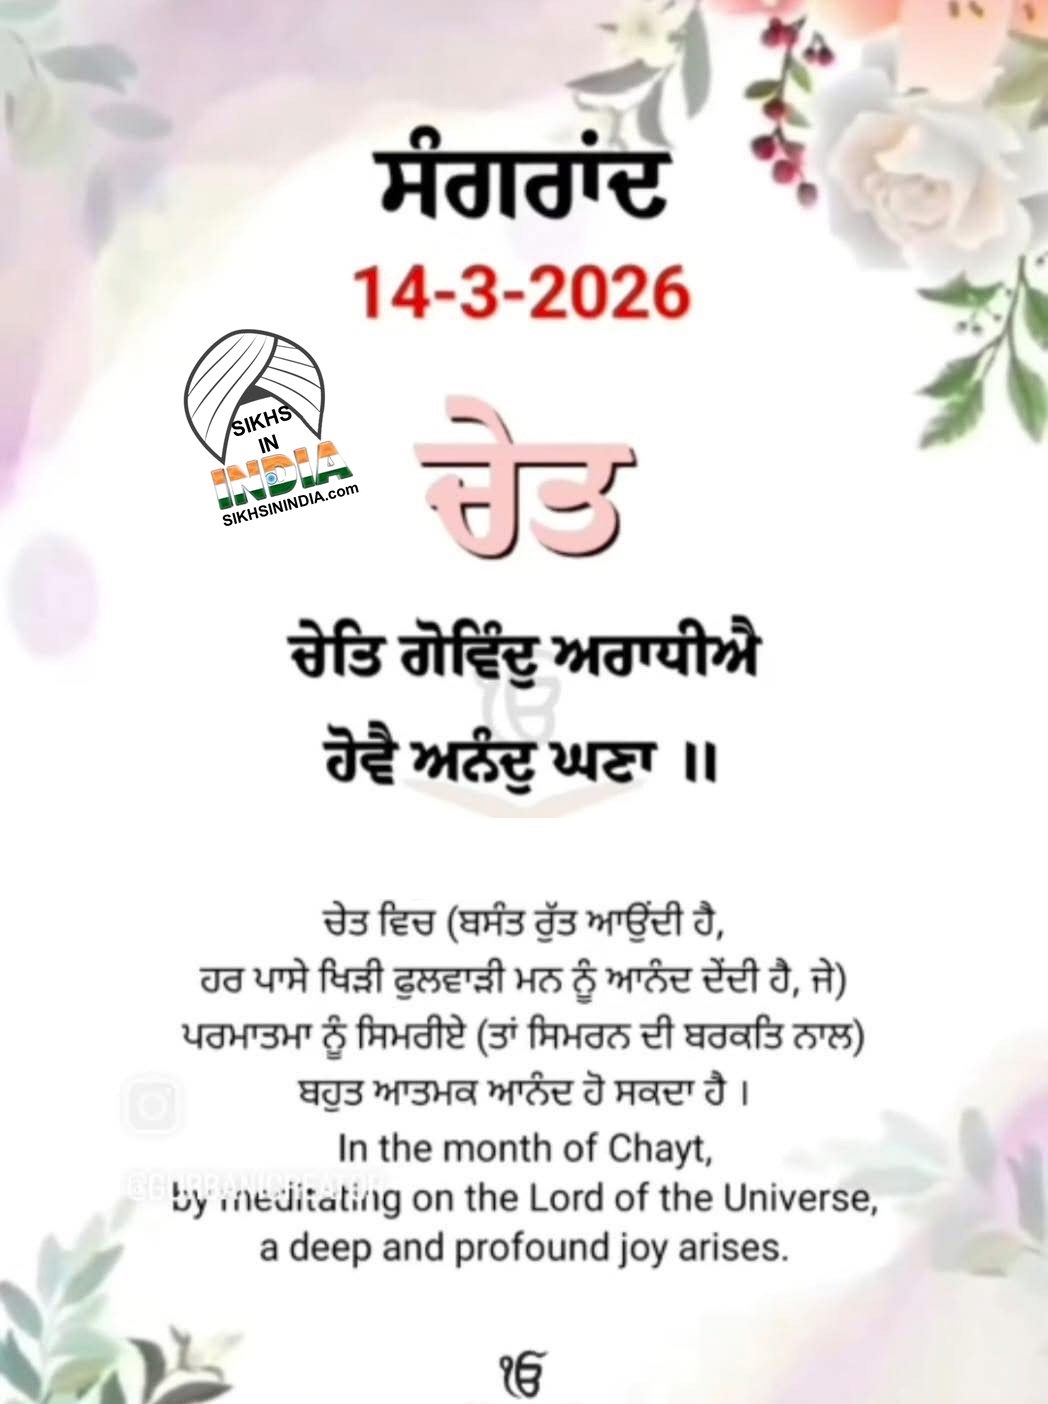 ਸੰਗਰਾਂਦ
14-3-2026
SIKHS
IN
INDIA
SIKHSININDIA.com
ਚੇਤ
ਚੇਤਿ ਗੋਵਿੰਦੁ ਅਰਾਧੀਐ
ਹੋਵੈ ਅਨੰਦੁ ਘਣਾ ॥
ਚੇਤ ਵਿਚ (ਬਸੰਤ ਰੁੱਤ ਆਉਂਦੀ ਹੈ,
ਹਰ ਪਾਸੇ ਖਿੜੀ ਫੁਲਵਾੜੀ ਮਨ ਨੂੰ ਆਨੰਦ ਦੇਂਦੀ ਹੈ, ਜੇ)
ਪਰਮਾਤਮਾ ਨੂੰ ਸਿਮਰੀਏ (ਤਾਂ ਸਿਮਰਨ ਦੀ ਬਰਕਤਿ ਨਾਲ)
ਬਹੁਤ ਆਤਮਕ ਆਨੰਦ ਹੋ ਸਕਦਾ ਹੈ ।
In the month of Chayt,
@GURBANICREATOR
by meditating on the Lord of the Universe,
a deep and profound joy arises.
ੴ